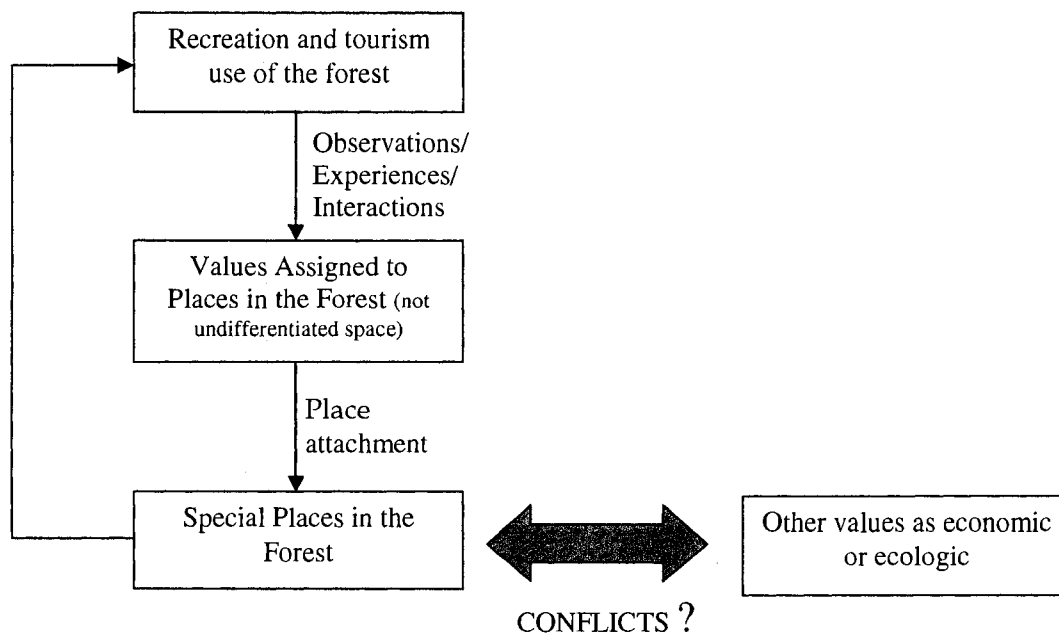 Recreation and tourism
use of the forest
Observations/
Experiences/
Interactions
Values Assigned to
Places in the Forest (not
undifferentiated space)
Place
attachment
Special Places in the
Forest
Other values as economic
or ecologic
CONFLICTS ?